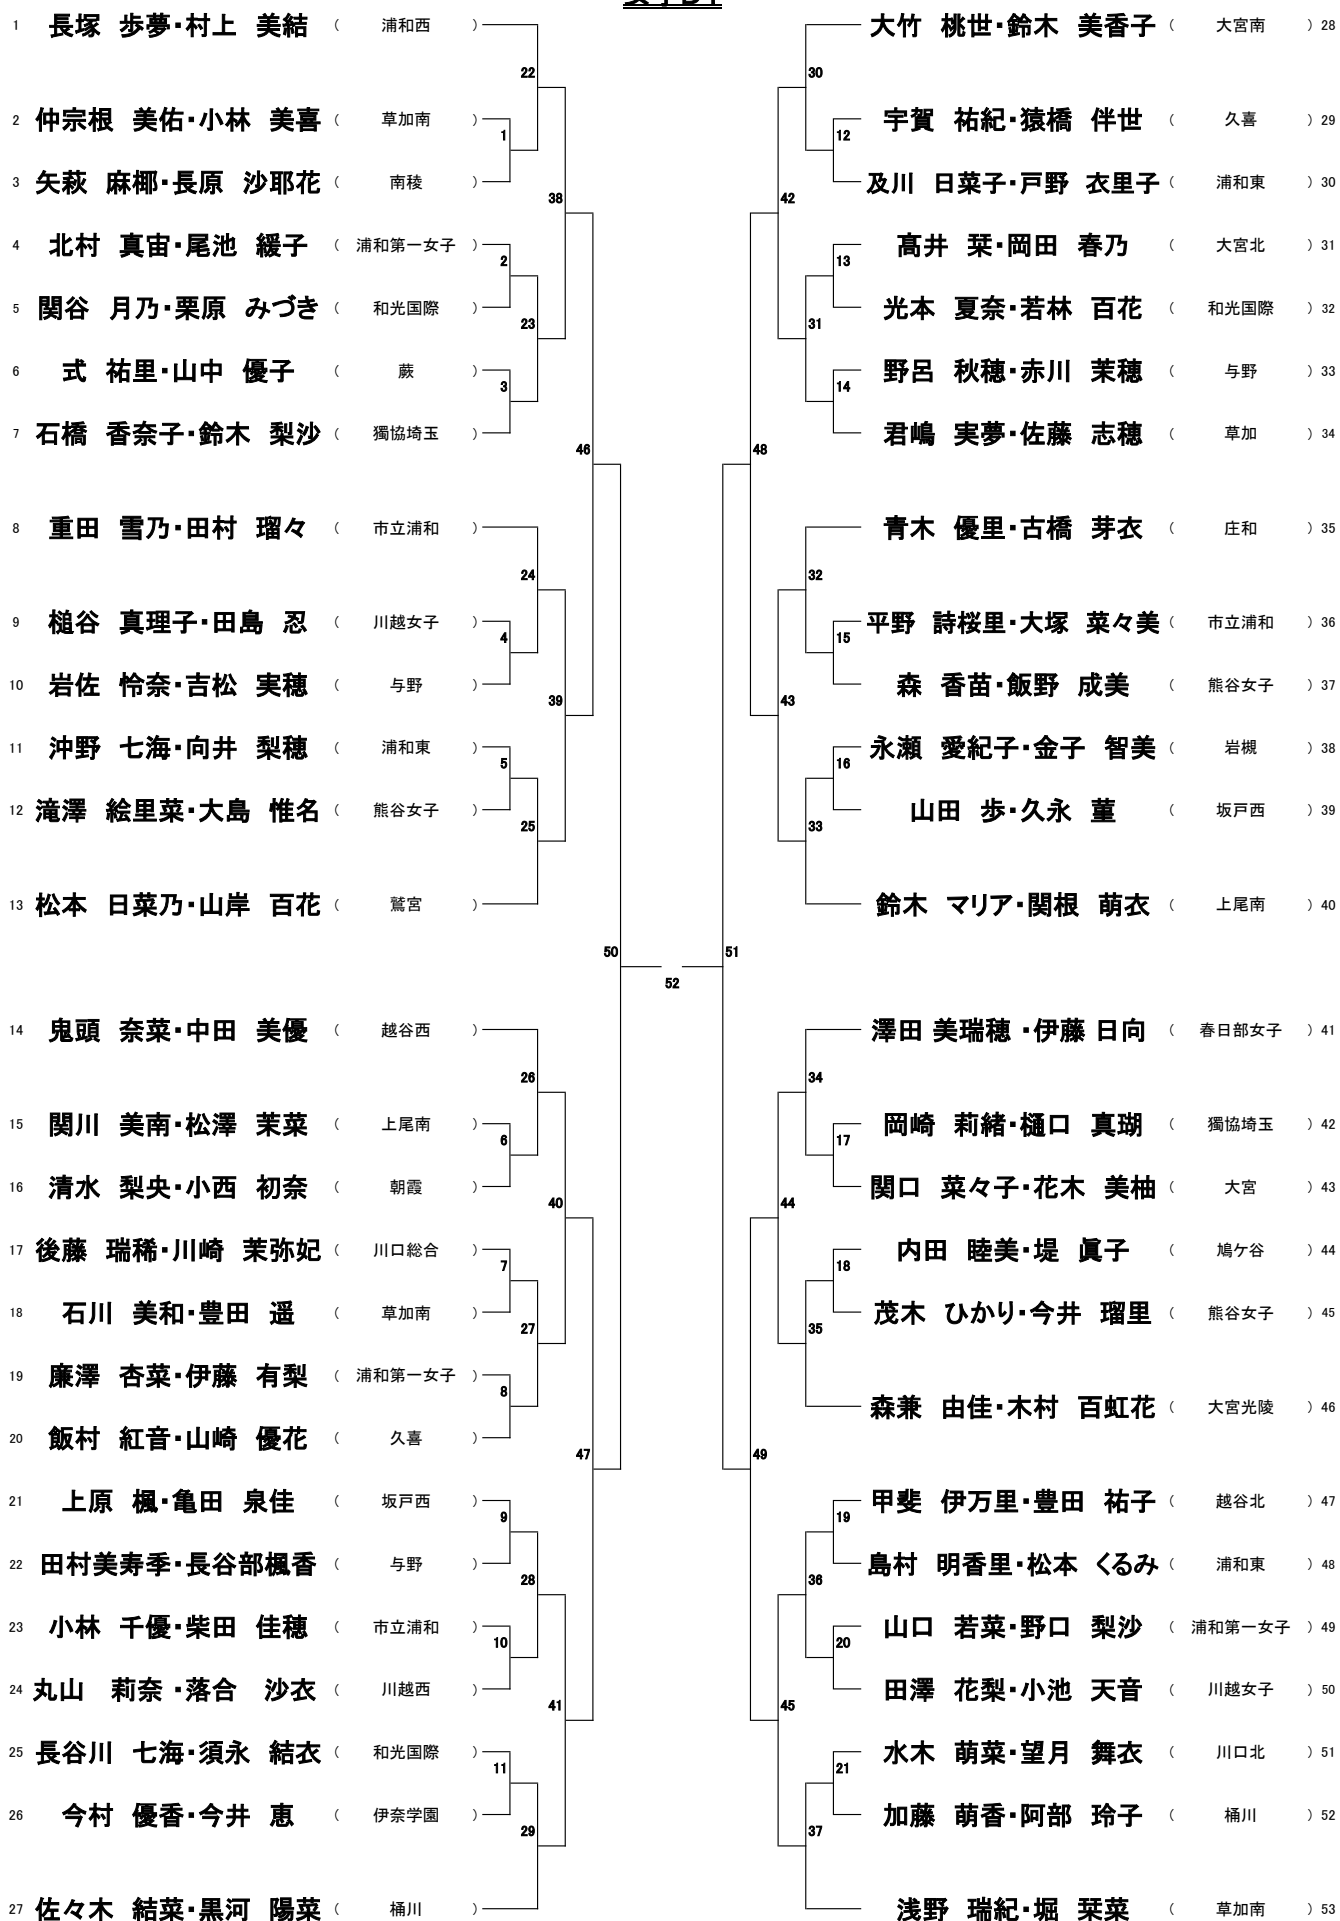 1 長塚 歩夢・村上 美結 ( 浦和西 )
22
2 仲宗根 美佑・小林 美喜 ( 草加南 )
1
3 矢萩 麻椰・長原 沙耶花 ( 南稜 )
38
4 北村 真宙・尾池 緩子 ( 浦和第一女子 )
2
5 関谷 月乃・栗原 みづき ( 和光国際 )
23
6 式 祐里・山中 優子 ( 蕨 )
3
7 石橋 香奈子・鈴木 梨沙 ( 獨協埼玉 )
46
8 重田 雪乃・田村 瑠々 ( 市立浦和 )
24
9 槌谷 真理子・田島 忍 ( 川越女子 )
4
10 岩佐 怜奈・吉松 実穂 ( 与野 )
39
11 沖野 七海・向井 梨穂 ( 浦和東 )
5
12 滝澤 絵里菜・大島 惟名 ( 熊谷女子 )
25
13 松本 日菜乃・山岸 百花 ( 鷲宮 )
50
52
14 鬼頭 奈菜・中田 美優 ( 越谷西 )
26
15 関川 美南・松澤 茉菜 ( 上尾南 )
6
16 清水 梨央・小西 初奈 ( 朝霞 )
40
17 後藤 瑞稀・川崎 茉弥妃 ( 川口総合 )
7
18 石川 美和・豊田 遥 ( 草加南 )
27
19 廉澤 杏菜・伊藤 有梨 ( 浦和第一女子 )
8
20 飯村 紅音・山崎 優花 ( 久喜 )
47
21 上原 楓・亀田 泉佳 ( 坂戸西 )
9
22 田村美寿季・長谷部楓香 ( 与野 )
28
23 小林 千優・柴田 佳穂 ( 市立浦和 )
10
24 丸山 莉奈・落合 沙衣 ( 川越西 )
41
25 長谷川 七海・須永 結衣 ( 和光国際 )
11
26 今村 優香・今井 恵 ( 伊奈学園 )
29
27 佐々木 結菜・黒河 陽菜 ( 桶川 )
大竹 桃世・鈴木 美香子 ( 大宮南 ) 28
30
宇賀 祐紀・猿橋 伴世 ( 久喜 ) 29
12
及川 日菜子・戸野 衣里子 ( 浦和東 ) 30
42
髙井 栞・岡田 春乃 ( 大宮北 ) 31
13
光本 夏奈・若林 百花 ( 和光国際 ) 32
31
野呂 秋穂・赤川 茉穂 ( 与野 ) 33
14
君嶋 実夢・佐藤 志穂 ( 草加 ) 34
48
青木 優里・古橋 芽衣 ( 庄和 ) 35
32
平野 詩桜里・大塚 菜々美 ( 市立浦和 ) 36
15
森 香苗・飯野 成美 ( 熊谷女子 ) 37
43
永瀬 愛紀子・金子 智美 ( 岩槻 ) 38
16
山田 歩・久永 菫 ( 坂戸西 ) 39
33
鈴木 マリア・関根 萌衣 ( 上尾南 ) 40
51
澤田 美瑞穂・伊藤 日向 ( 春日部女子 ) 41
34
岡崎 莉緒・樋口 真瑚 ( 獨協埼玉 ) 42
17
関口 菜々子・花木 美柚 ( 大宮 ) 43
44
内田 睦美・堤 眞子 ( 鳩ケ谷 ) 44
18
茂木 ひかり・今井 瑠里 ( 熊谷女子 ) 45
35
森兼 由佳・木村 百虹花 ( 大宮光陵 ) 46
49
甲斐 伊万里・豊田 祐子 ( 越谷北 ) 47
19
島村 明香里・松本 くるみ ( 浦和東 ) 48
36
山口 若菜・野口 梨沙 ( 浦和第一女子 ) 49
20
田澤 花梨・小池 天音 ( 川越女子 ) 50
45
水木 萌菜・望月 舞衣 ( 川口北 ) 51
21
加藤 萌香・阿部 玲子 ( 桶川 ) 52
37
浅野 瑞紀・堀 栞菜 ( 草加南 ) 53